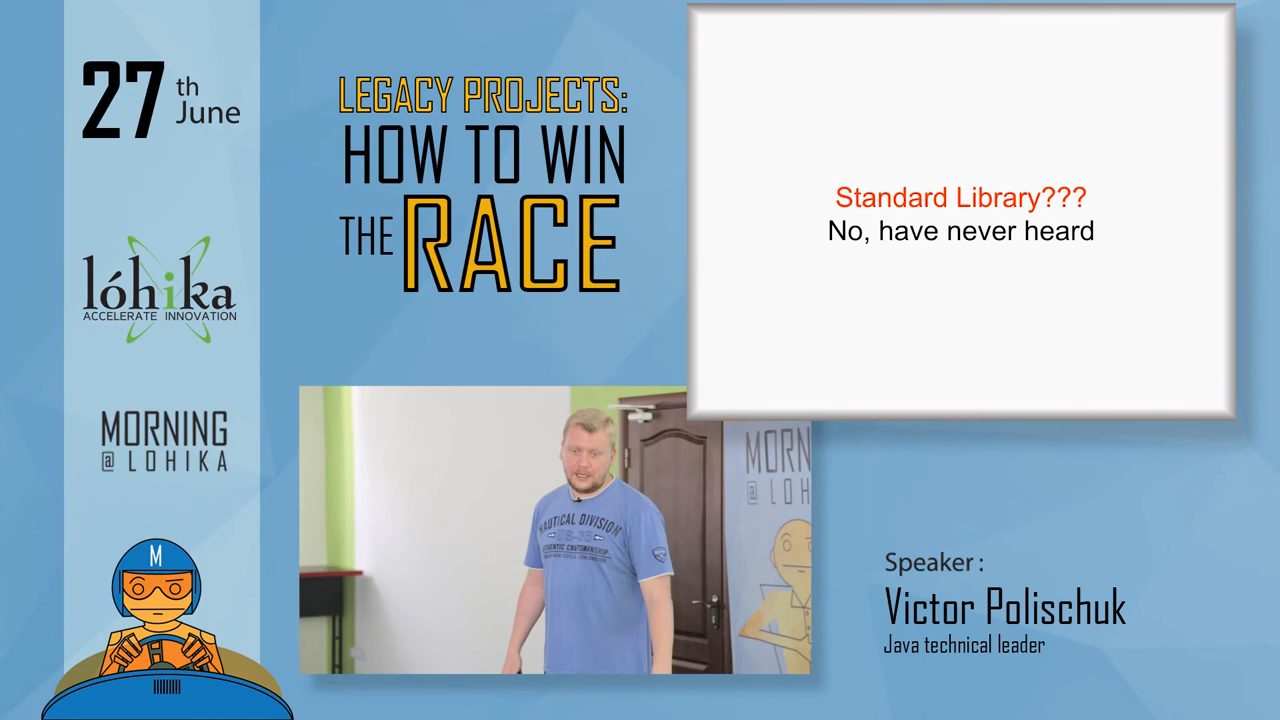 27
th
June
LEGACY PROJECTS:
HOW TO WIN
THE RACE
Standard Library???
No, have never heard
lóhika
ACCELERATE INNOVATION
MORNING
@ LOHIKA
M
NAUTICAL DIVISION
AUTHENTIC CRAFTSMANSHIP
MORN
@ LOH
Speaker :
Victor Polischuk
Java technical leader